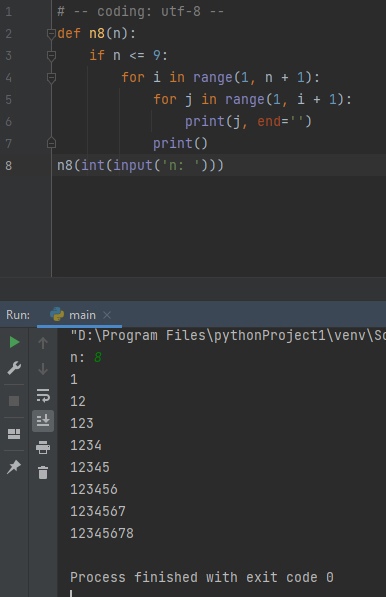 1 # -- coding: utf-8 --
2 def n8(n):
3     if n <= 9:
4         for i in range(1, n + 1):
5             for j in range(1, i + 1):
6                 print(j, end='')
7             print()
8 n8(int(input('n: ')))
Run: main ×
"D:\Program Files\pythonProject1\venv\Sc
n: 8
1
12
123
1234
12345
123456
1234567
12345678
Process finished with exit code 0